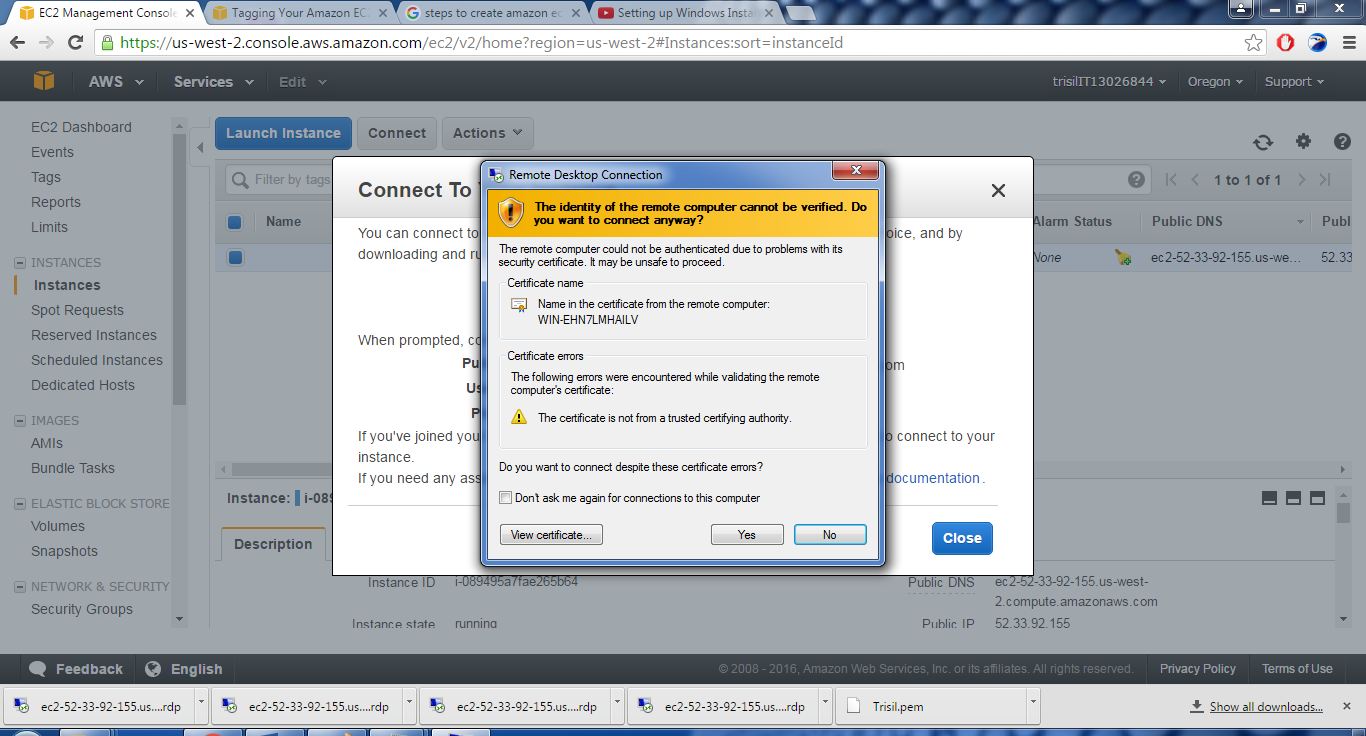 EC2 Management Console
Tagging Your Amazon EC
steps to create amazon ec
Setting up Windows Insta
https://us-west-2.console.aws.amazon.com/ec2/v2/home?region=us-west-2#Instances:sort=instanceId
AWS Services Edit trisilIT13026844 Oregon Support
EC2 Dashboard
Events
Tags
Reports
Limits
INSTANCES
Instances
Spot Requests
Reserved Instances
Scheduled Instances
Dedicated Hosts
IMAGES
AMIs
Bundle Tasks
ELASTIC BLOCK STORE
Volumes
Snapshots
NETWORK & SECURITY
Security Groups
Launch Instance Connect Actions
Filter by tags
1 to 1 of 1
Name Alarm Status Public DNS Publ
None ec2-52-33-92-155.us-we... 52.33
Connect To
You can connect to oice, and by
downloading and ru
When prompted, co
Pu om
Us
P
If you've joined you o connect to your
instance.
If you need any ass documentation.
Close
Remote Desktop Connection
The identity of the remote computer cannot be verified. Do
you want to connect anyway?
The remote computer could not be authenticated due to problems with its
security certificate. It may be unsafe to proceed.
Certificate name
Name in the certificate from the remote computer:
WIN-EHN7LMHAILV
Certificate errors
The following errors were encountered while validating the remote
computer's certificate:
The certificate is not from a trusted certifying authority.
Do you want to connect despite these certificate errors?
Don't ask me again for connections to this computer
View certificate... Yes No
Instance: i-089
Description
Instance ID i-089495a7fae265b64 Public DNS ec2-52-33-92-155.us-west-
2.compute.amazonaws.com
Instance state running Public IP 52.33.92.155
Feedback English © 2008 - 2016, Amazon Web Services, Inc. or its affiliates. All rights reserved. Privacy Policy Terms of Use
ec2-52-33-92-155.us....rdp ec2-52-33-92-155.us....rdp ec2-52-33-92-155.us....rdp ec2-52-33-92-155.us....rdp Trisil.pem Show all downloads...